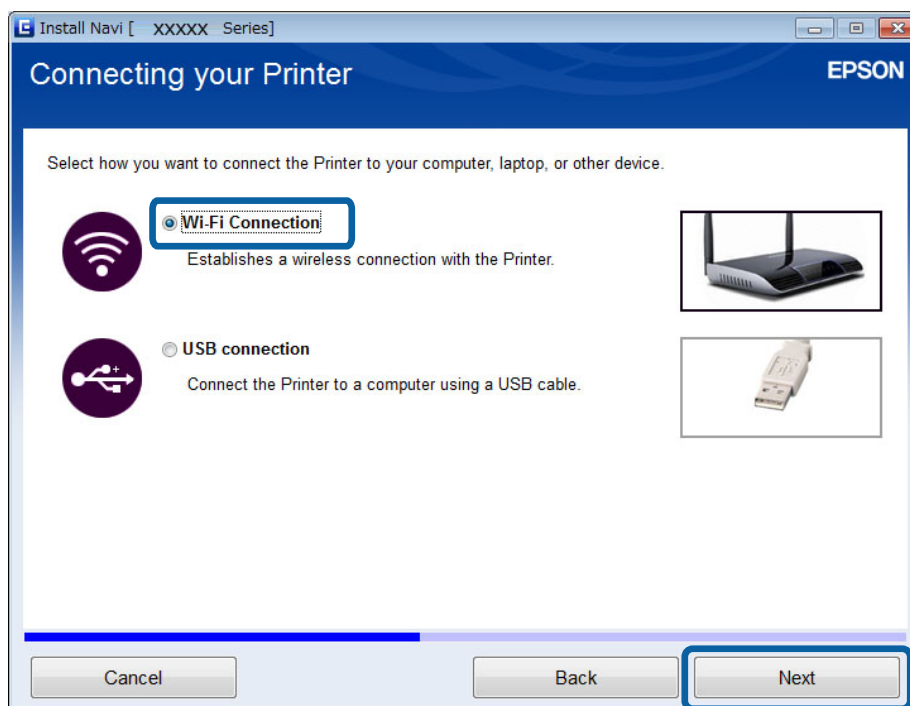 Install Navi [ XXXXX Series]
Connecting your Printer
EPSON
Select how you want to connect the Printer to your computer, laptop, or other device.
Wi-Fi Connection
Establishes a wireless connection with the Printer.
USB connection
Connect the Printer to a computer using a USB cable.
Cancel
Back
Next